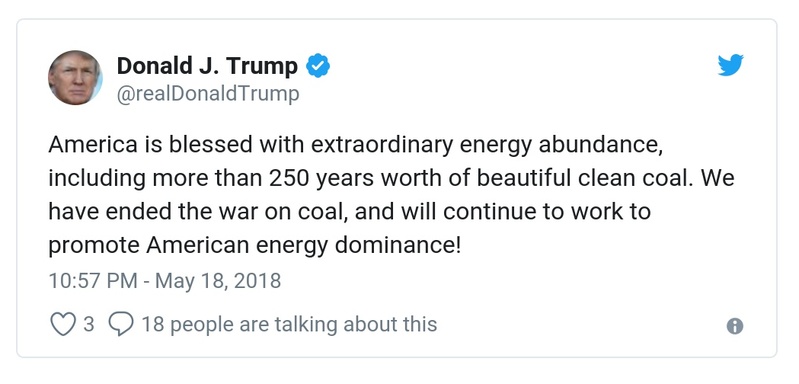 Donald J. Trump
@realDonaldTrump
America is blessed with extraordinary energy abundance,
including more than 250 years worth of beautiful clean coal. We
have ended the war on coal, and will continue to work to
promote American energy dominance!
10:57 PM - May 18, 2018
3 18 people are talking about this